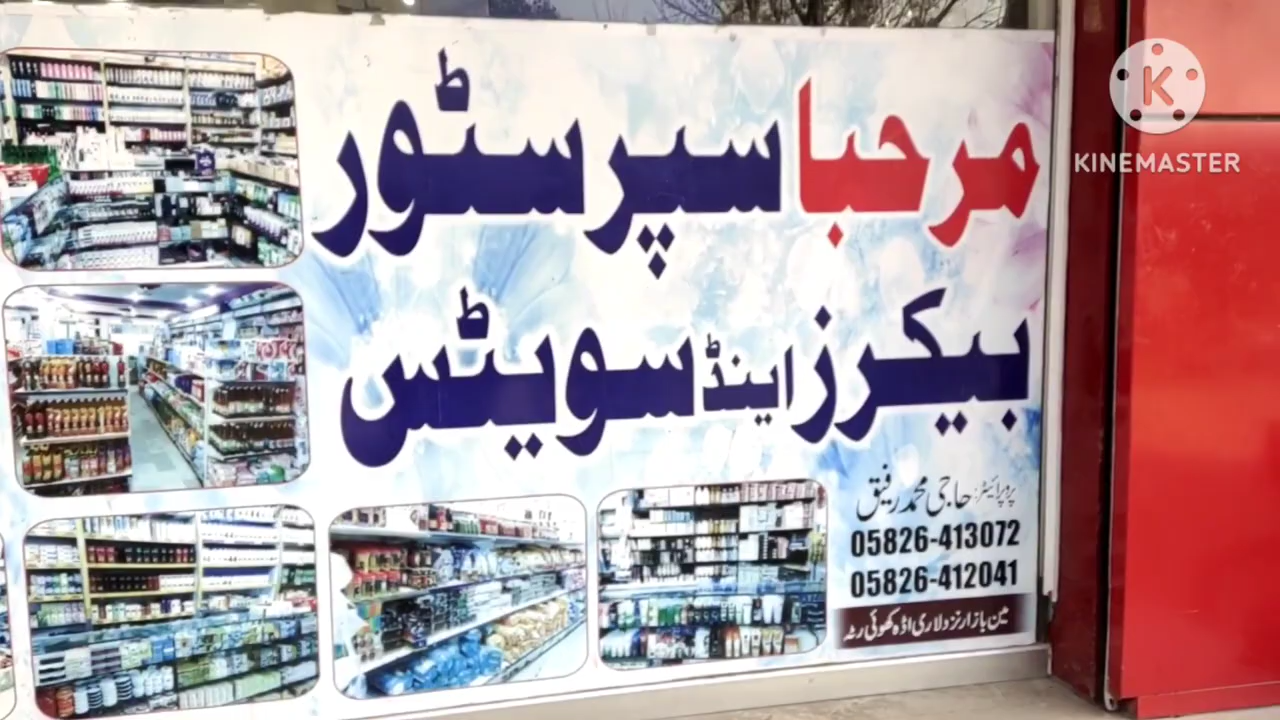 مرحبا سپر سٹور
بیکرز اینڈ سویٹس
پروپرائیٹر: حاجی محمد رفیق
05826-413072
05826-412041
مین بازار نزد لاری اڈہ کھوئی رٹہ
K
KINEMASTER